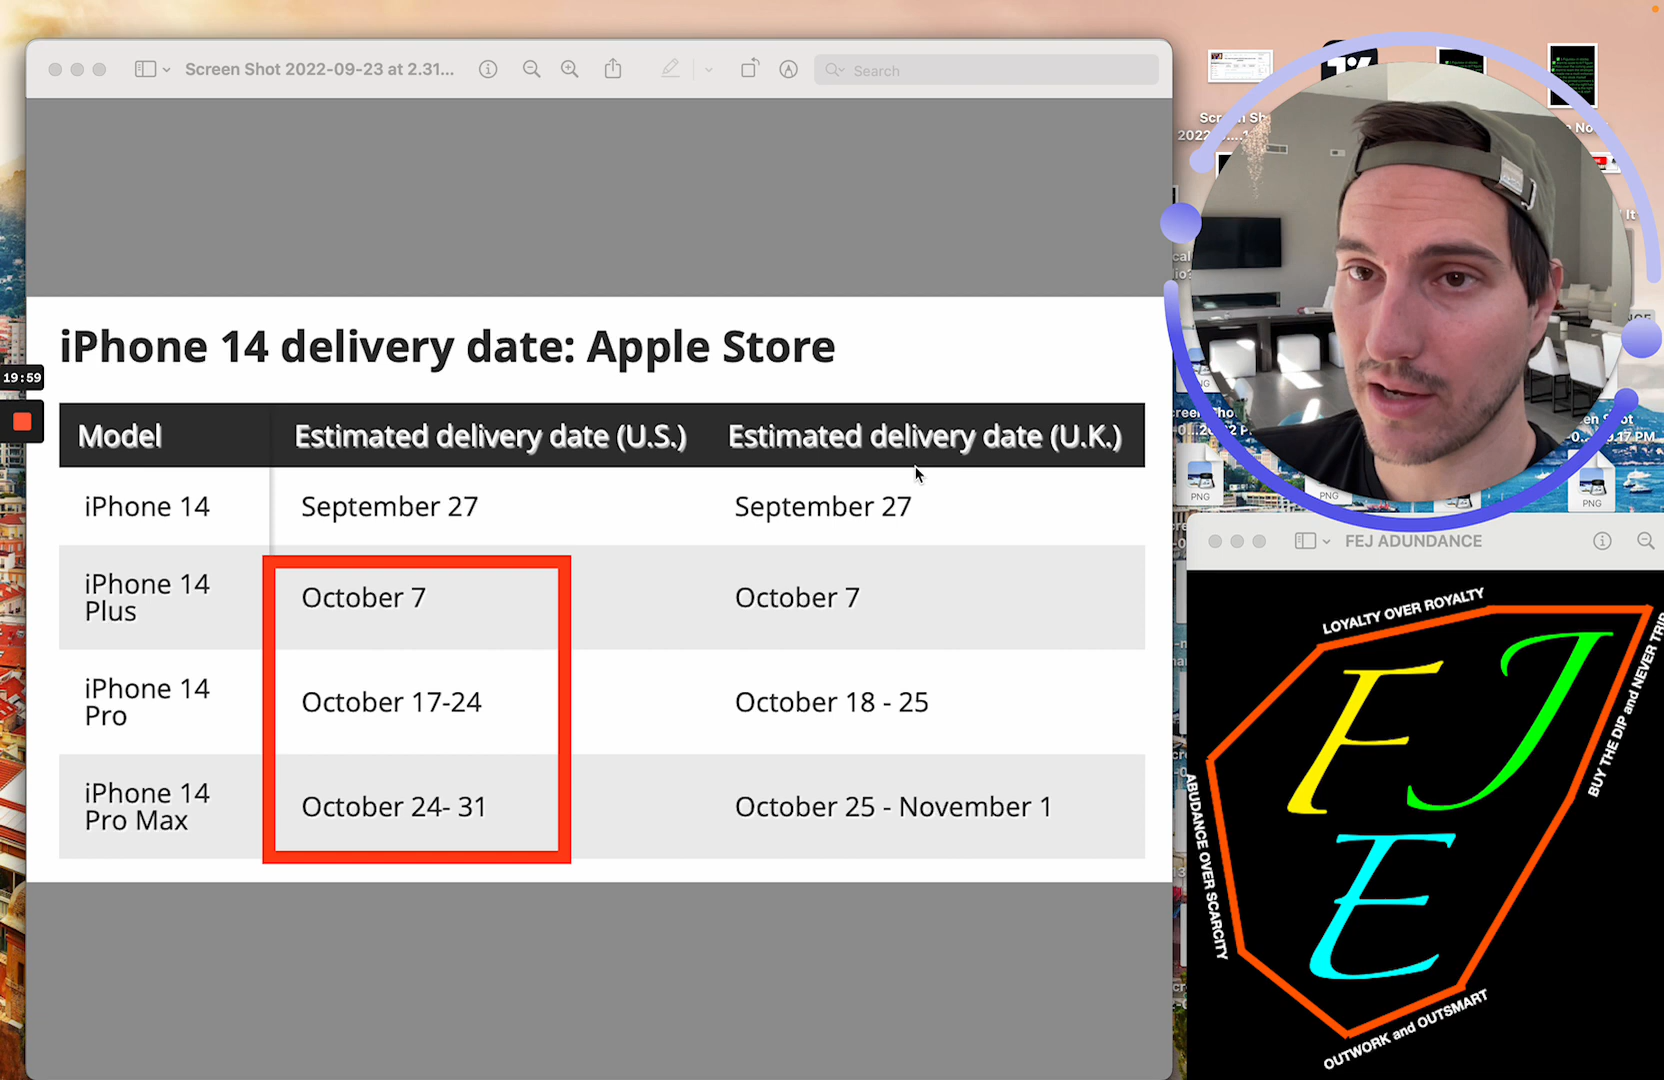 Screen Shot 2022-09-23 at 2.31...
Search
iPhone 14 delivery date: Apple Store
Model Estimated delivery date (U.S.) Estimated delivery date (U.K.)
iPhone 14 September 27 September 27
iPhone 14
Plus
October 7 October 7
iPhone 14
Pro
October 17-24 October 18 - 25
iPhone 14
Pro Max
October 24- 31 October 25 - November 1
19:59
PNG
PNG
PNG
FEJ ADUNDANCE
LOYALTY OVER ROYALTY
BUY THE DIP and NEVER TRIP
ABUDANCE OVER SCARCITY
OUTWORK and OUTSMART
F J
E